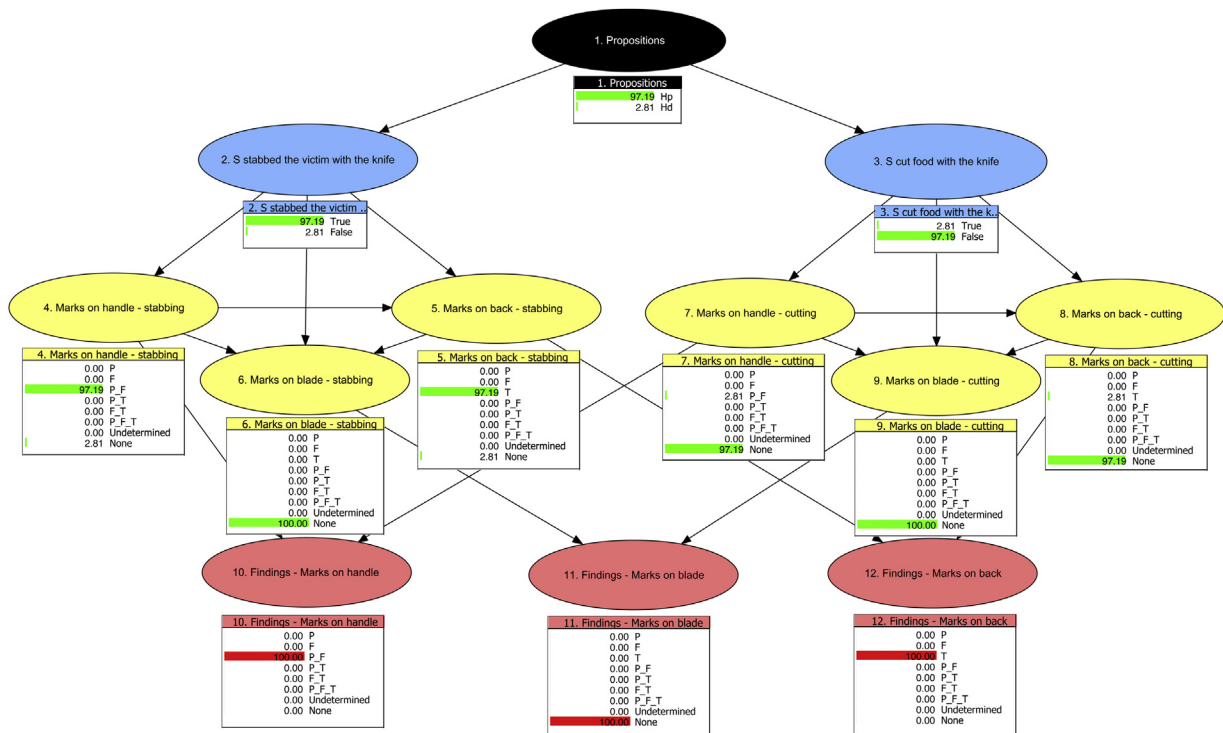 1. Propositions
1. Propositions
97.19 Hp
2.81 Hd
2. S stabbed the victim with the knife
3. S cut food with the knife
2. S stabbed the victim ..
97.19 True
2.81 False
3. S cut food with the k..
2.81 True
97.19 False
4. Marks on handle - stabbing
5. Marks on back - stabbing
7. Marks on handle - cutting
8. Marks on back - cutting
4. Marks on handle - stabbing
0.00 P
0.00 F
97.19 P_F
0.00 P_T
0.00 F_T
0.00 P_F_T
0.00 Undetermined
2.81 None
6. Marks on blade - stabbing
5. Marks on back - stabbing
0.00 P
0.00 F
97.19 T
0.00 P_F
0.00 P_T
0.00 F_T
0.00 P_F_T
0.00 Undetermined
2.81 None
7. Marks on handle - cutting
0.00 P
0.00 F
2.81 P_F
0.00 P_T
0.00 F_T
0.00 P_F_T
0.00 Undetermined
97.19 None
9. Marks on blade - cutting
8. Marks on back - cutting
0.00 P
0.00 F
2.81 T
0.00 P_F
0.00 P_T
0.00 F_T
0.00 P_F_T
0.00 Undetermined
97.19 None
6. Marks on blade - stabbing
0.00 P
0.00 F
0.00 T
0.00 P_F
0.00 P_T
0.00 F_T
0.00 P_F_T
0.00 Undetermined
100.00 None
9. Marks on blade - cutting
0.00 P
0.00 F
0.00 T
0.00 P_F
0.00 P_T
0.00 F_T
0.00 P_F_T
0.00 Undetermined
100.00 None
10. Findings - Marks on handle
11. Findings - Marks on blade
12. Findings - Marks on back
10. Findings - Marks on handle
0.00 P
0.00 F
100.00 P_F
0.00 P_T
0.00 F_T
0.00 P_F_T
0.00 Undetermined
0.00 None
11. Findings - Marks on blade
0.00 P
0.00 F
0.00 T
0.00 P_F
0.00 P_T
0.00 F_T
0.00 P_F_T
0.00 Undetermined
100.00 None
12. Findings - Marks on back
0.00 P
0.00 F
100.00 T
0.00 P_F
0.00 P_T
0.00 F_T
0.00 P_F_T
0.00 Undetermined
0.00 None